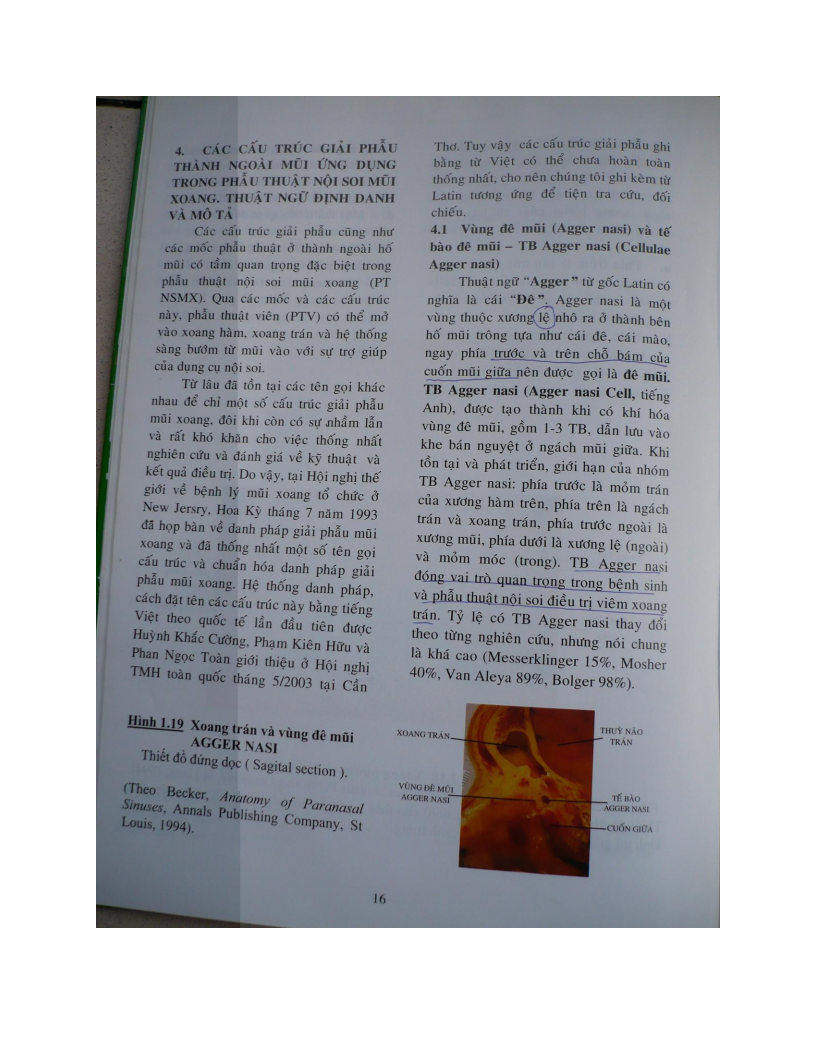 4. CÁC CẤU TRÚC GIẢI PHẪU
THÀNH NGOÀI MŨI ỨNG DỤNG
TRONG PHẪU THUẬT NỘI SOI MŨI
XOANG. THUẬT NGỮ ĐỊNH DANH
VÀ MÔ TẢ
Các cấu trúc giải phẫu cũng như
các mốc phẫu thuật ở thành ngoài hố
mũi có tầm quan trọng đặc biệt trong
phẫu thuật nội soi mũi xoang (PT
NSMX). Qua các mốc và các cấu trúc
này, phẫu thuật viên (PTV) có thể mở
vào xoang hàm, xoang trán và hệ thống
sàng bướm từ mũi vào với sự trợ giúp
của dụng cụ nội soi.
Từ lâu đã tồn tại các tên gọi khác
nhau để chỉ một số cấu trúc giải phẫu
mũi xoang, đôi khi còn có sự nhầm lẫn
và rất khó khăn cho việc thống nhất
nghiên cứu và đánh giá về kỹ thuật và
kết quả điều trị. Do vậy, tại Hội nghị thế
giới về bệnh lý mũi xoang tổ chức ở
New Jersry, Hoa Kỳ tháng 7 năm 1993
đã họp bàn về danh pháp giải phẫu mũi
xoang và đã thống nhất một số tên gọi
cấu trúc và chuẩn hóa danh pháp giải
phẫu mũi xoang. Hệ thống danh pháp,
cách đặt tên các cấu trúc này bằng tiếng
Việt theo quốc tế lần đầu tiên được
Huỳnh Khắc Cường, Phạm Kiên Hữu và
Phan Ngọc Toàn giới thiệu ở Hội nghị
TMH toàn quốc tháng 5/2003 tại Cần
Thơ. Tuy vậy các cấu trúc giải phẫu ghi
bằng từ Việt có thể chưa hoàn toàn
thống nhất, cho nên chúng tôi ghi kèm từ
Latin tương ứng để tiện tra cứu, đối
chiếu.
4.1 Vùng đê mũi (Agger nasi) và tế
bào đê mũi – TB Agger nasi (Cellulae
Agger nasi)
Thuật ngữ “Agger ” từ gốc Latin có
nghĩa là cái “Đê ”. Agger nasi là một
vùng thuộc xương lệ nhô ra ở thành bên
hố mũi trông tựa như cái đê, cái mào,
ngay phía trước và trên chỗ bám của
cuốn mũi giữa nên được gọi là đê mũi.
TB Agger nasi (Agger nasi Cell, tiếng
Anh), được tạo thành khi có khí hóa
vùng đê mũi, gồm 1-3 TB, dẫn lưu vào
khe bán nguyệt ở ngách mũi giữa. Khi
tồn tại và phát triển, giới hạn của nhóm
TB Agger nasi: phía trước là mỏm trán
của xương hàm trên, phía trên là ngách
trán và xoang trán, phía trước ngoài là
xương mũi, phía dưới là xương lệ (ngoài)
và mỏm móc (trong). TB Agger nasi
đóng vai trò quan trọng trong bệnh sinh
và phẫu thuật nội soi điều trị viêm xoang
trán. Tỷ lệ có TB Agger nasi thay đổi
theo từng nghiên cứu, nhưng nói chung
là khá cao (Messerklinger 15%, Mosher
40%, Van Aleya 89%, Bolger 98%).
Hình 1.19 Xoang trán và vùng đê mũi
AGGER NASI
Thiết đồ đứng dọc ( Sagital section ).
(Theo Becker, Anatomy of Paranasal
Sinuses, Annals Publishing Company, St
Louis, 1994).
XOANG TRÁN
VÙNG ĐÊ MŨI
AGGER NASI
THUỲ NÃO
TRÁN
TẾ BÀO
AGGER NASI
CUỐN GIỮA
16